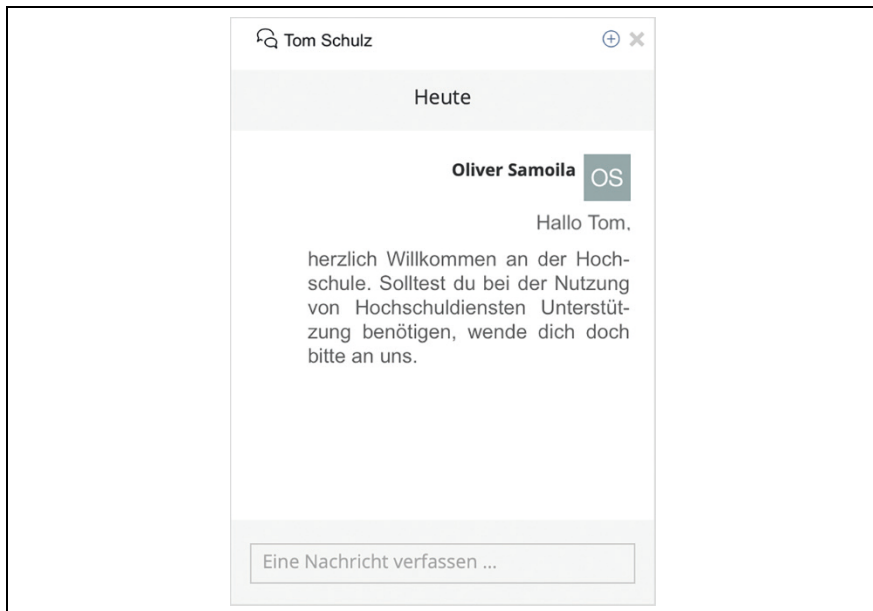 Tom Schulz
Heute
Oliver Samoila OS
Hallo Tom,
herzlich Willkommen an der Hoch-
schule. Solltest du bei der Nutzung
von Hochschuldiensten Unterstüt-
zung benötigen, wende dich doch
bitte an uns.
Eine Nachricht verfassen ...